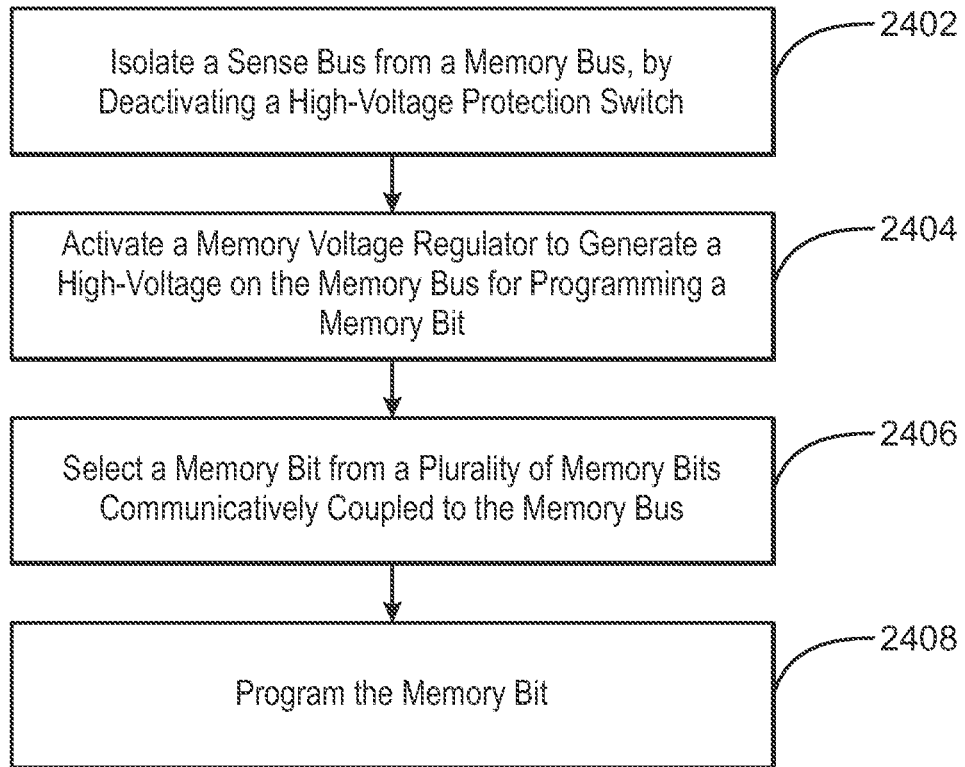 2402
Isolate a Sense Bus from a Memory Bus, by
Deactivating a High-Voltage Protection Switch
2404
Activate a Memory Voltage Regulator to Generate a
High-Voltage on the Memory Bus for Programming a
Memory Bit
2406
Select a Memory Bit from a Plurality of Memory Bits
Communicatively Coupled to the Memory Bus
2408
Program the Memory Bit